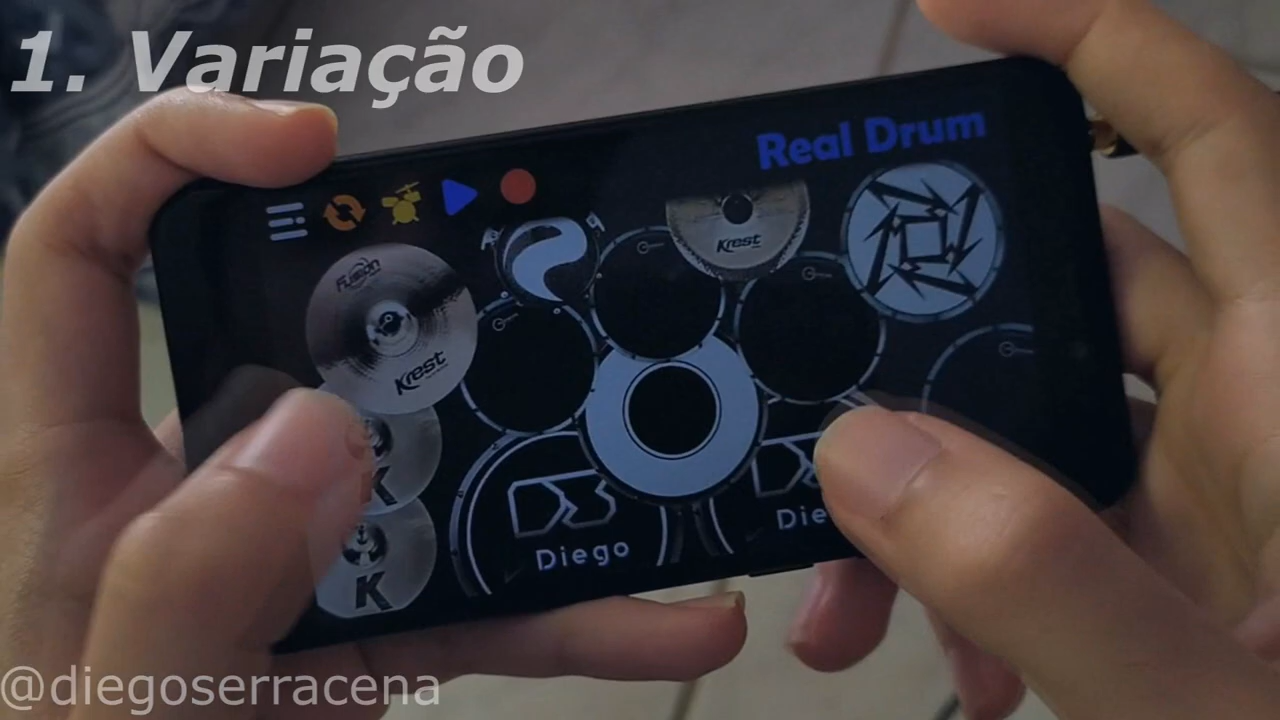 1. Variação
Real Drum
Fusion
Krest
Krest
K
K
Diego
Die
@diegoserracena